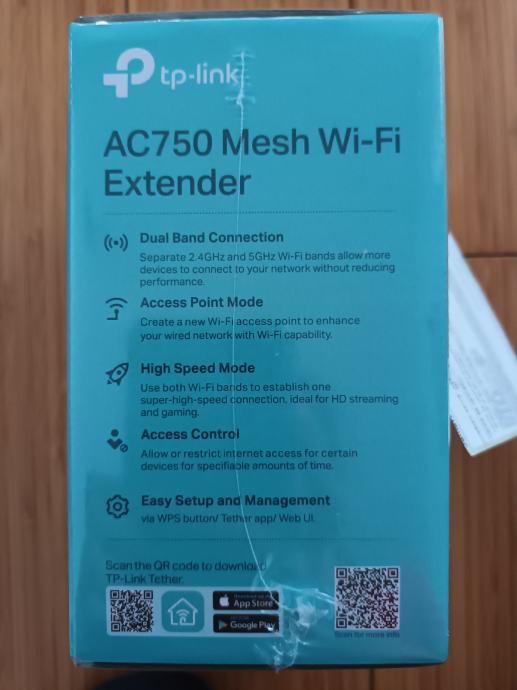 tp-link
AC750 Mesh Wi-Fi
Extender
Dual Band Connection
Separate 2.4GHz and 5GHz Wi-Fi bands allow more
devices to connect to your network without reducing
performance.
Access Point Mode
Create a new Wi-Fi access point to enhance
your wired network with Wi-Fi capability.
High Speed Mode
Use both Wi-Fi bands to establish one
super-high-speed connection, ideal for HD streaming
and gaming.
Access Control
Allow or restrict internet access for certain
devices for specifiable amounts of time.
Easy Setup and Management
via WPS button/ Tether app/ Web UI.
Scan the QR code to download
TP-Link Tether.
App Store
Google Play
Scan for more info